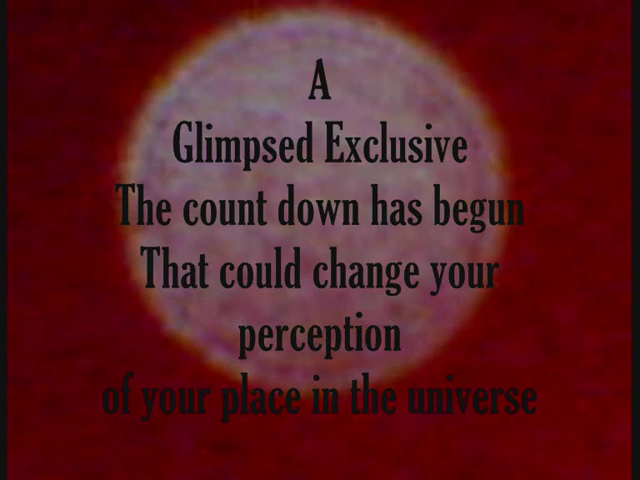 A
Glimpsed Exclusive
The count down has begun
That could change your
perception
of your place in the universe